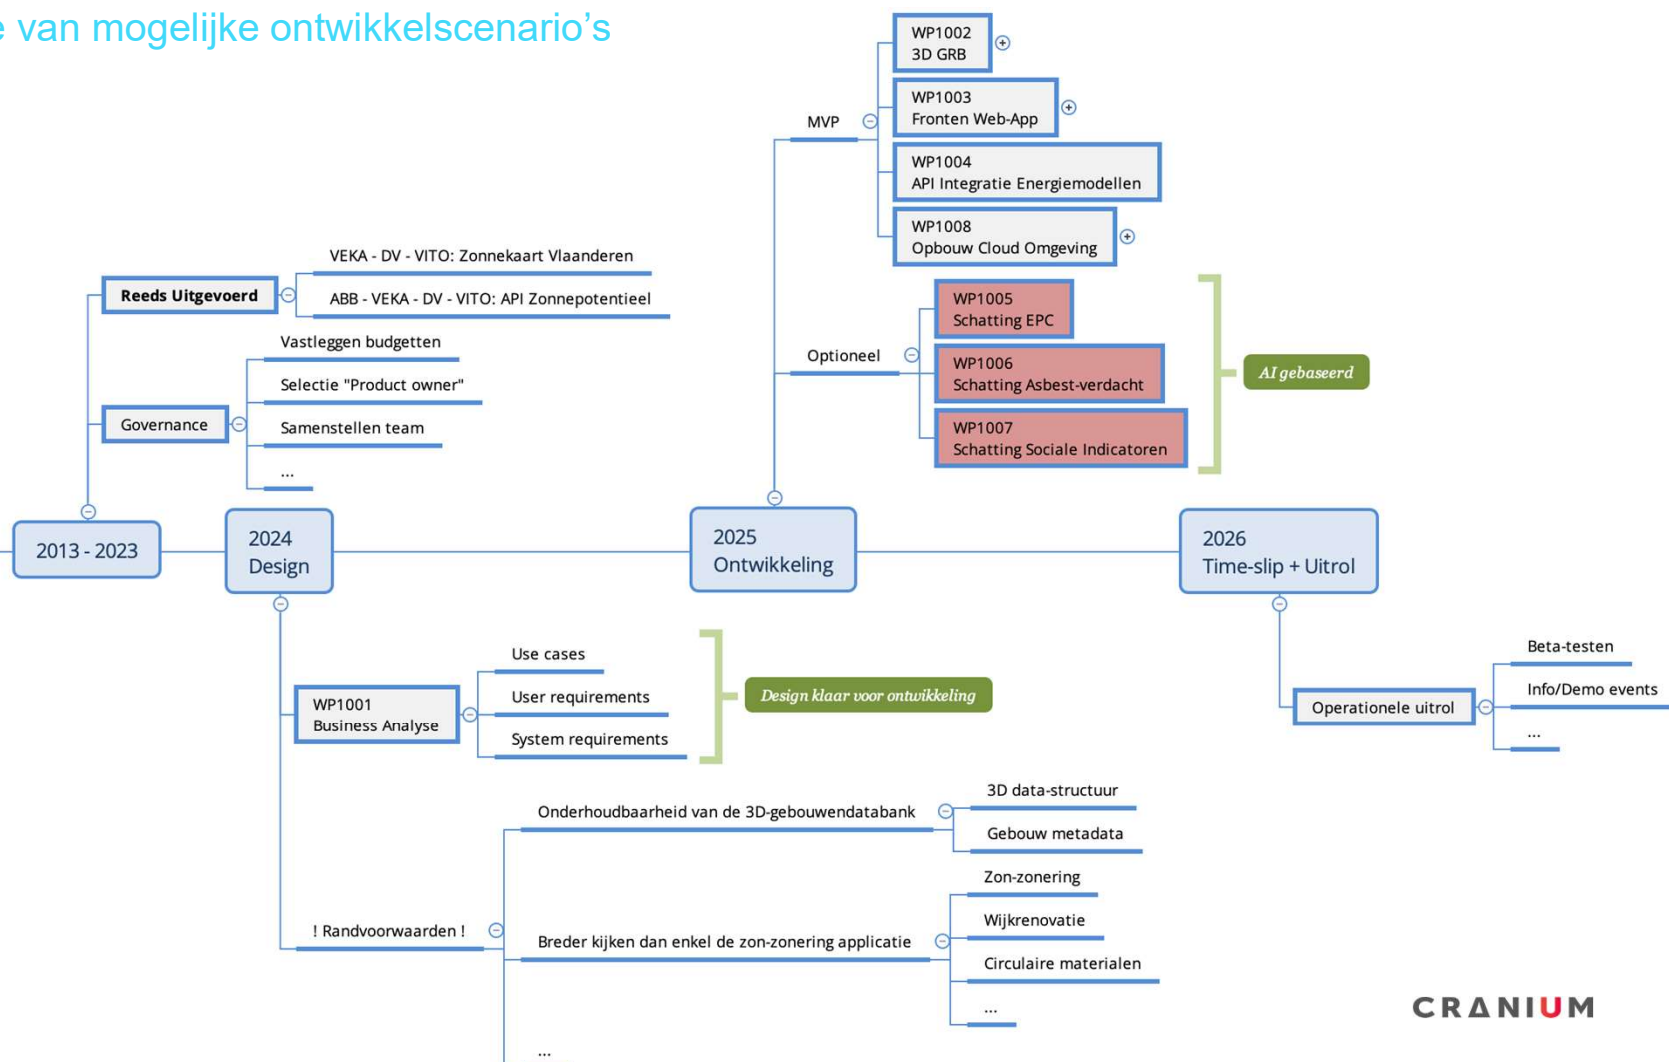 e van mogelijke ontwikkelscenario's
WP1002
3D GRB
WP1003
Fronten Web-App
MVP
WP1004
API Integratie Energiemodellen
WP1008
Opbouw Cloud Omgeving
VEKA - DV - VITO: Zonnekaart Vlaanderen
Reeds Uitgevoerd
ABB - VEKA - DV - VITO: API Zonnepotentieel
WP1005
Schatting EPC
Optioneel
WP1006
Schatting Asbest-verdacht
AI gebaseerd
WP1007
Schatting Sociale Indicatoren
Vastleggen budgetten
Selectie "Product owner"
Governance
Samenstellen team
...
2013 - 2023
2024
Design
2025
Ontwikkeling
2026
Time-slip + Uitrol
Use cases
WP1001
Business Analyse
User requirements
System requirements
Design klaar voor ontwikkeling
Beta-testen
Operationele uitrol
Info/Demo events
...
! Randvoorwaarden !
Onderhoudbaarheid van de 3D-gebouwendatabank
3D data-structuur
Gebouw metadata
Breder kijken dan enkel de zon-zonering applicatie
Zon-zonering
Wijkrenovatie
Circulaire materialen
...
...
CRANIUM